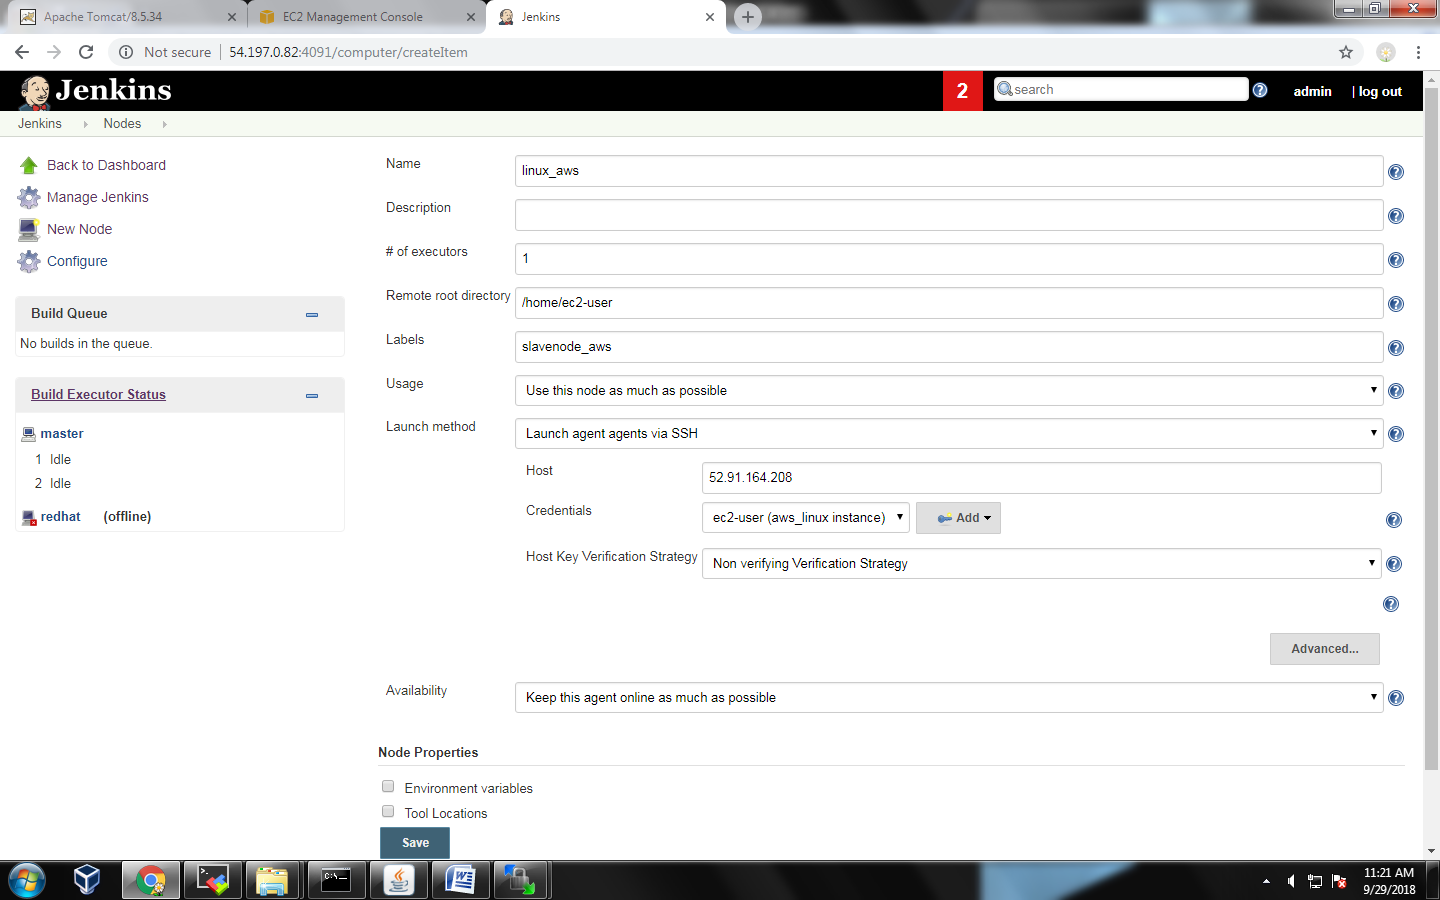 Apache Tomcat/8.5.34
EC2 Management Console
Jenkins
Not secure
54.197.0.82:4091/computer/createItem
Jenkins
2
search
admin
| log out
Jenkins
Nodes
Back to Dashboard
Manage Jenkins
New Node
Configure
Build Queue
No builds in the queue.
Build Executor Status
master
1 Idle
2 Idle
redhat (offline)
Name
linux_aws
Description
# of executors
1
Remote root directory
/home/ec2-user
Labels
slavenode_aws
Usage
Use this node as much as possible
Launch method
Launch agent agents via SSH
Host
52.91.164.208
Credentials
ec2-user (aws_linux instance)
Add
Host Key Verification Strategy
Non verifying Verification Strategy
Advanced...
Availability
Keep this agent online as much as possible
Node Properties
Environment variables
Tool Locations
Save
C:\_
11:21 AM
9/29/2018